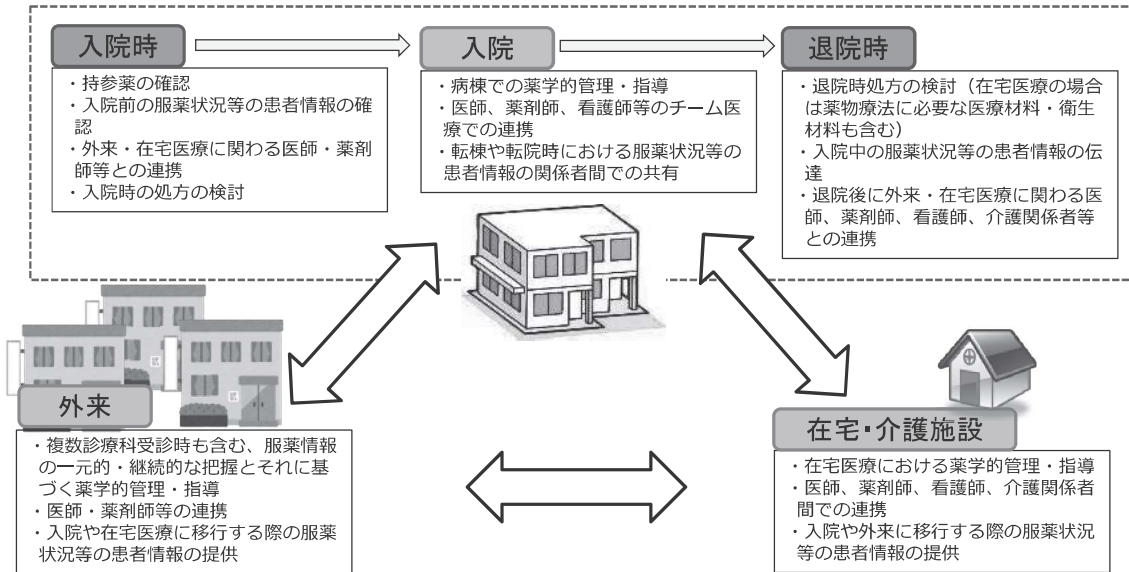 入院時
・持参薬の確認
・入院前の服薬状況等の患者情報の確
認
・外来・在宅医療に関わる医師・薬剤
師等との連携
・入院時の処方の検討
入院
・病棟での薬学的管理・指導
・医師、薬剤師、看護師等のチーム医
療での連携
・転棟や転院時における服薬状況等の
患者情報の関係者間での共有
退院時
・退院時処方の検討（在宅医療の場合
は薬物療法に必要な医療材料・衛生
材料も含む）
・入院中の服薬状況等の患者情報の伝
達
・退院後に外来・在宅医療に関わる医
師、薬剤師、看護師、介護関係者等
との連携
外来
・複数診療科受診時も含む、服薬情報
の一元的・継続的な把握とそれに基
づく薬学的管理・指導
・医師・薬剤師等の連携
・入院や在宅医療に移行する際の服薬
状況等の患者情報の提供
在宅・介護施設
・在宅医療における薬学的管理・指導
・医師、薬剤師、看護師、介護関係者
間での連携
・入院や外来に移行する際の服薬状況
等の患者情報の提供